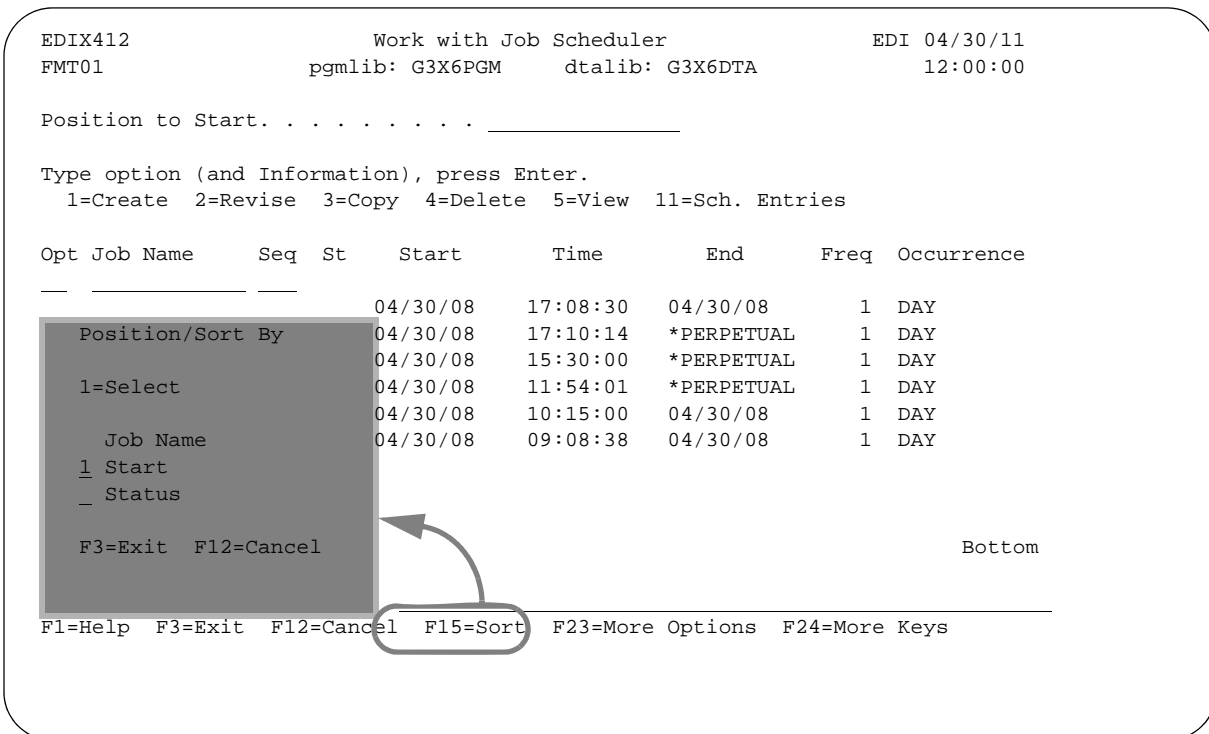 EDIX412 Work with Job Scheduler EDI 04/30/11
FMT01 pgmlib: G3X6PGM dtalib: G3X6DTA 12:00:00
Position to Start. . . . . . . . .
Type option (and Information), press Enter.
1=Create 2=Revise 3=Copy 4=Delete 5=View 11=Sch. Entries
Opt Job Name Seq St Start Time End Freq Occurrence
04/30/08 17:08:30 04/30/08 1 DAY
Position/Sort By 04/30/08 17:10:14 *PERPETUAL 1 DAY
04/30/08 15:30:00 *PERPETUAL 1 DAY
1=Select 04/30/08 11:54:01 *PERPETUAL 1 DAY
04/30/08 10:15:00 04/30/08 1 DAY
Job Name 04/30/08 09:08:38 04/30/08 1 DAY
1 Start
_ Status
F3=Exit F12=Cancel Bottom
F1=Help F3=Exit F12=Cancel F15=Sort F23=More Options F24=More Keys